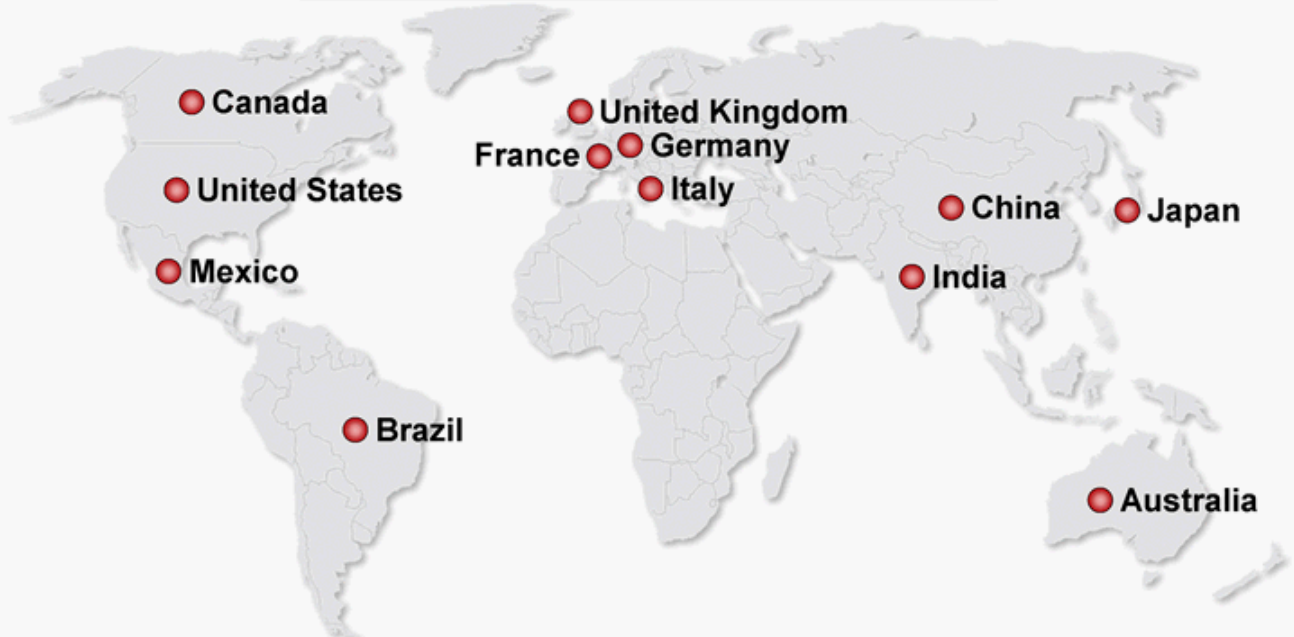 Canada
United Kingdom
France
Germany
United States
Italy
China
Japan
Mexico
India
Brazil
Australia